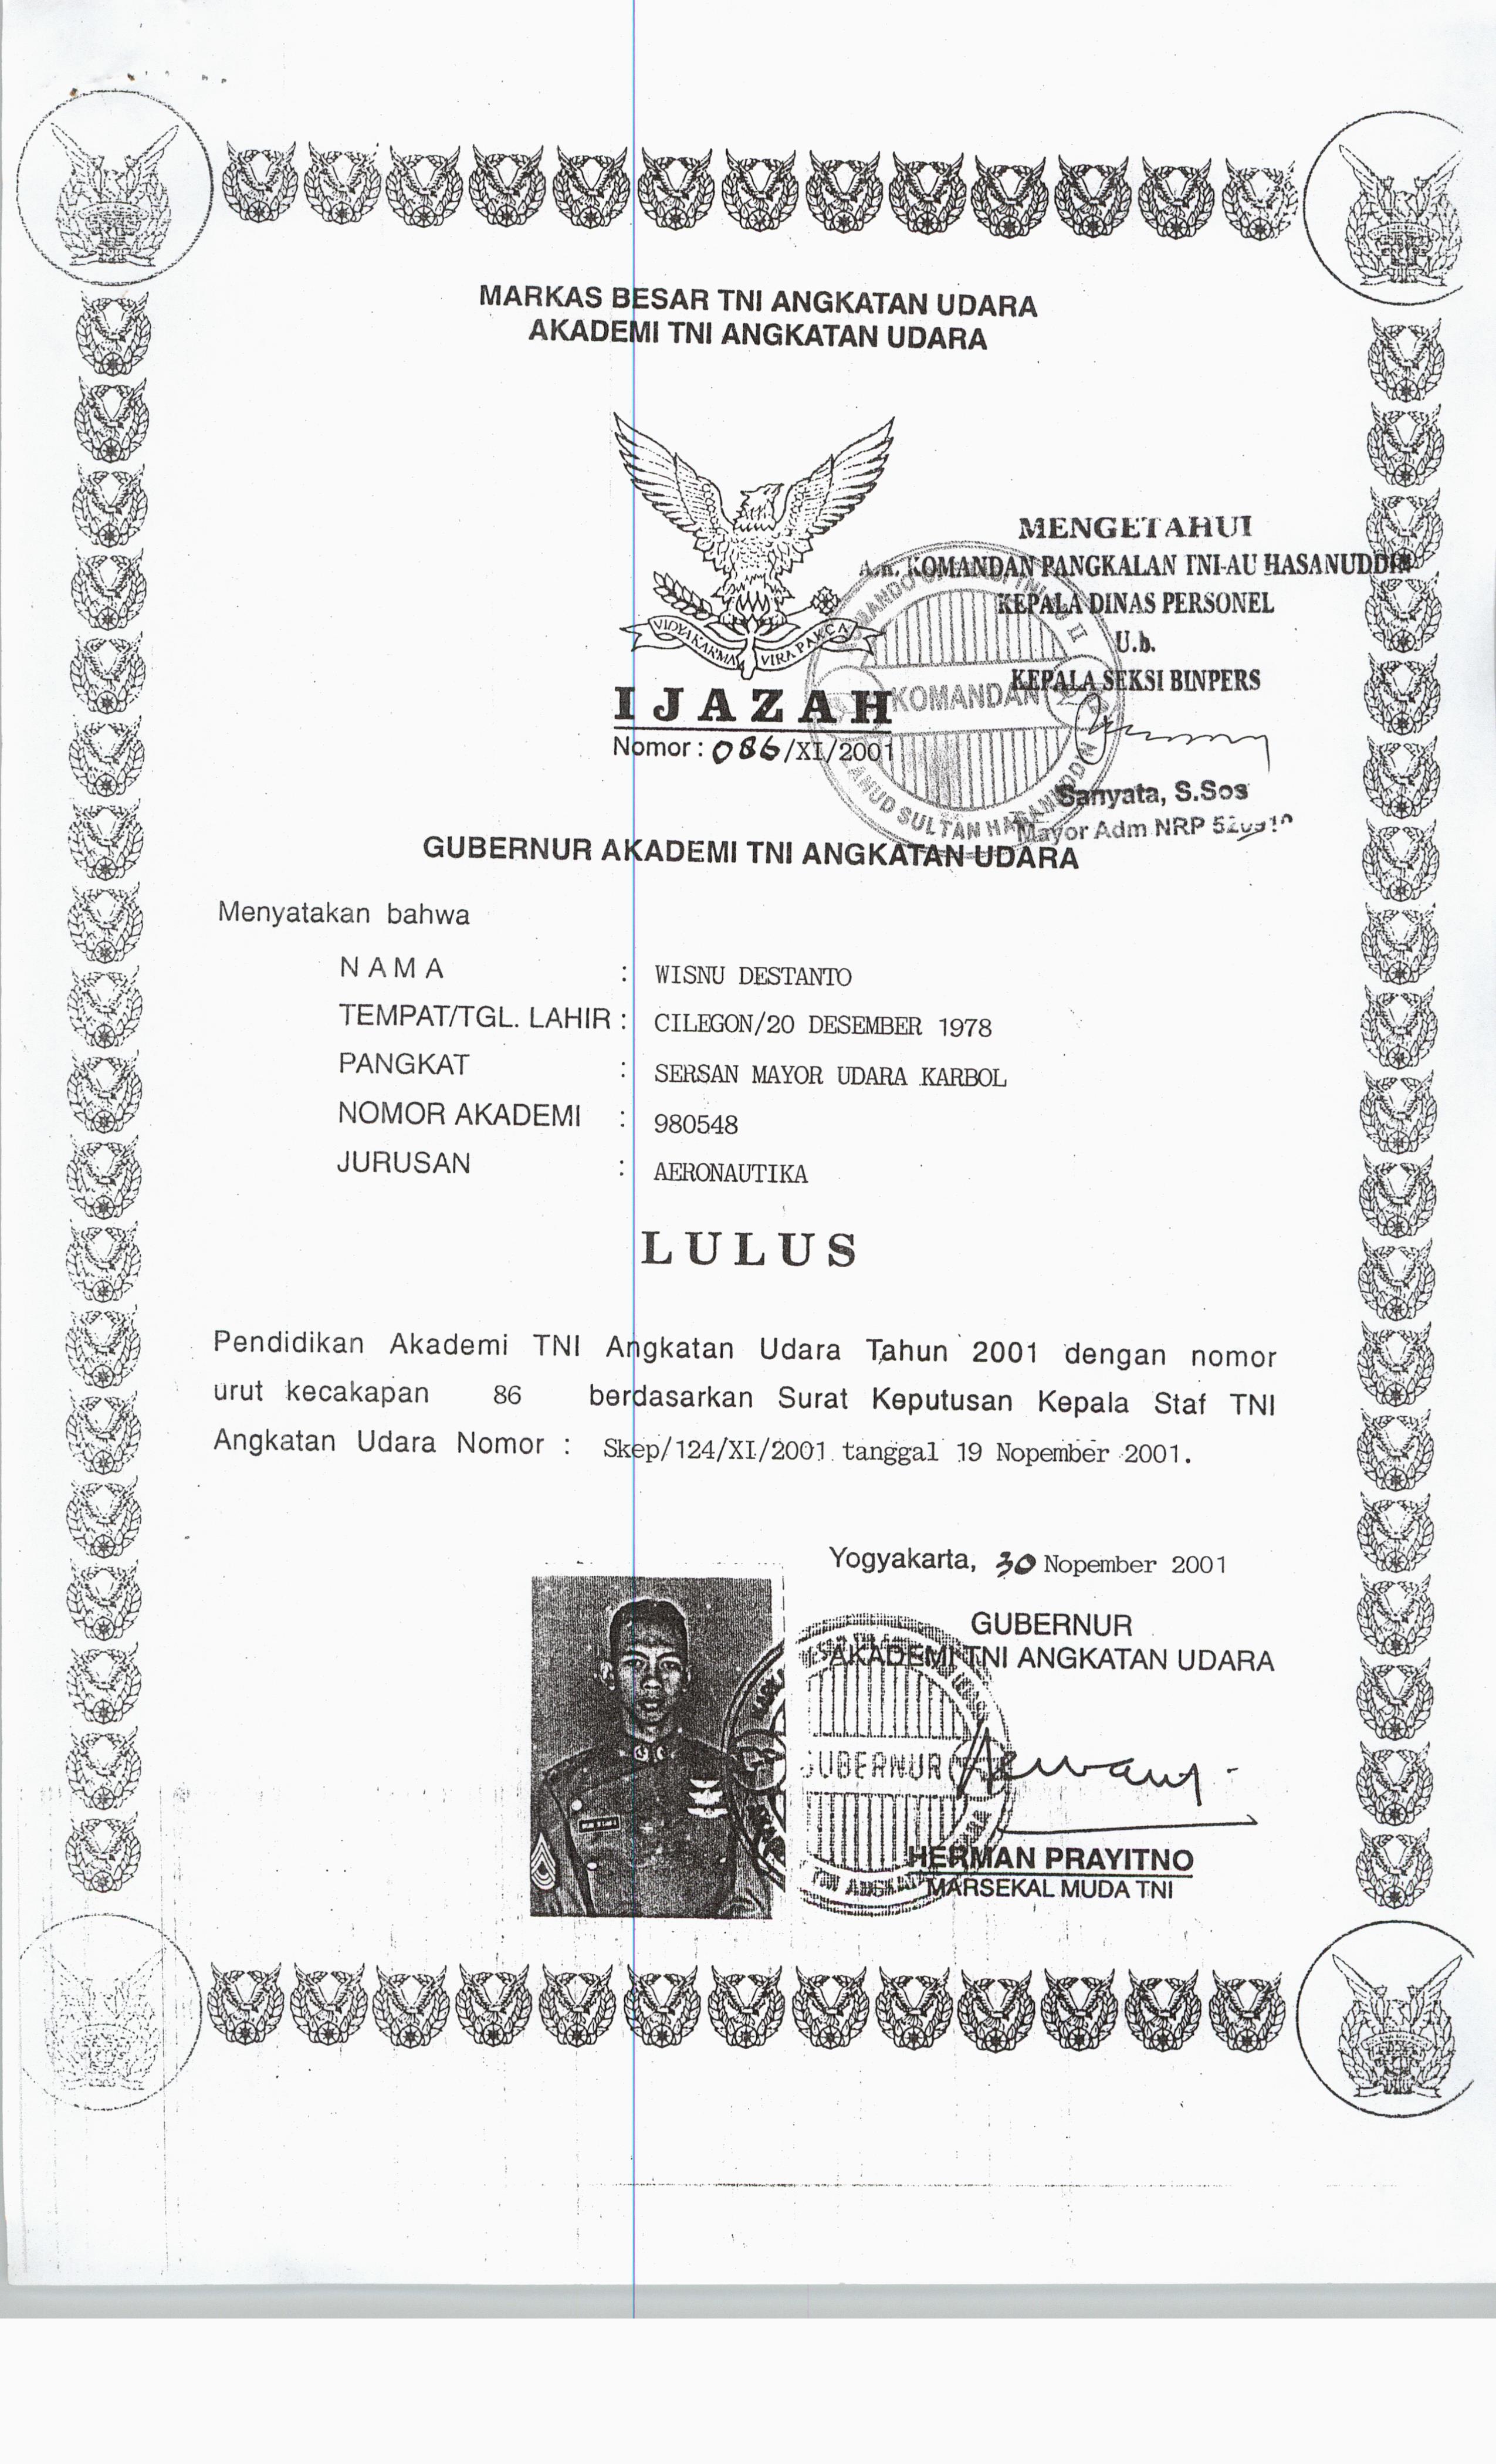 MARKAS BESAR TNI ANGKATAN UDARA
AKADEMI TNI ANGKATAN UDARA
VIDYA KARMA VIRA PAKCA
MENGETAHUI
A.n. KOMANDAN PANGKALAN TNI-AU HASANUDDIN
KEPALA DINAS PERSONEL
U.b.
KEPALA SEKSI BINPERS
KOMANDAN
LANUD SULTAN HASANUDDIN
Sanyata, S.Sos
Mayor Adm NRP
IJAZAH
Nomor : 086/XI/2001
GUBERNUR AKADEMI TNI ANGKATAN UDARA
Menyatakan bahwa
NAMA : WISNU DESTANTO
TEMPAT/TGL. LAHIR : CILEGON/20 DESEMBER 1978
PANGKAT : SERSAN MAYOR UDARA KARBOL
NOMOR AKADEMI : 980548
JURUSAN : AERONAUTIKA
LULUS
Pendidikan Akademi TNI Angkatan Udara Tahun 2001 dengan nomor
urut kecakapan 86 berdasarkan Surat Keputusan Kepala Staf TNI
Angkatan Udara Nomor : Skep/124/XI/2001 tanggal 19 Nopember 2001.
Yogyakarta, 30 Nopember 2001
GUBERNUR
AKADEMI TNI ANGKATAN UDARA
GUBERNUR
HERMAN PRAYITNO
MARSEKAL MUDA TNI